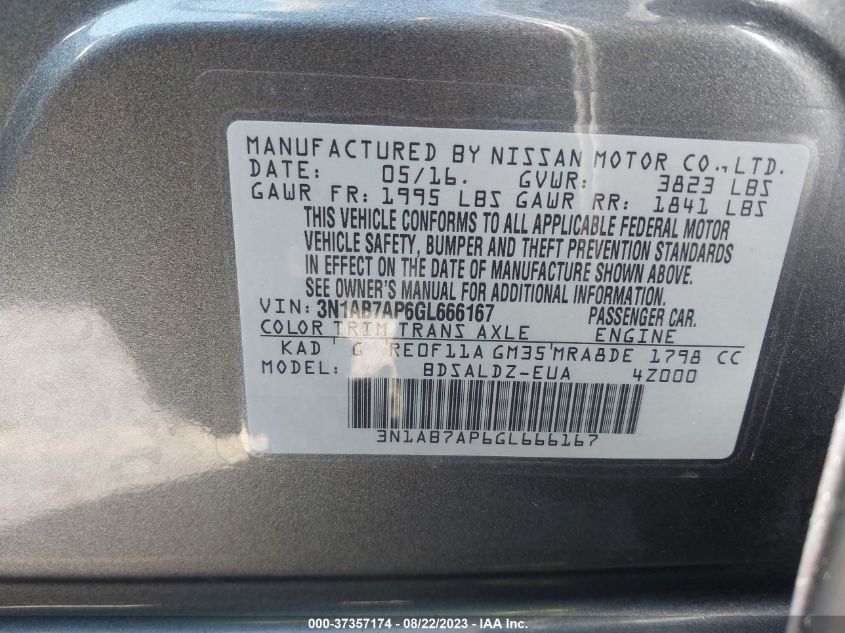 MANUFACTURED BY NISSAN MOTOR CO., LTD.
DATE: 05/16. GVWR: 3823 LBS
GAWR FR: 1995 LBS GAWR RR: 1841 LBS
THIS VEHICLE CONFORMS TO ALL APPLICABLE FEDERAL MOTOR
VEHICLE SAFETY, BUMPER AND THEFT PREVENTION STANDARDS
IN EFFECT ON THE DATE OF MANUFACTURE SHOWN ABOVE.
SEE OWNER'S MANUAL FOR ADDITIONAL INFORMATION.
VIN: 3N1AB7AP6GL666167 PASSENGER CAR.
COLOR TRIM TRANS AXLE ENGINE
KAD G RE0F11A GM35 MRA8DE 1798 CC
MODEL: BDSALDZ-EUA 4Z000
3N1AB7AP6GL666167
000-37357174 - 08/22/2023 - © IAA Inc.